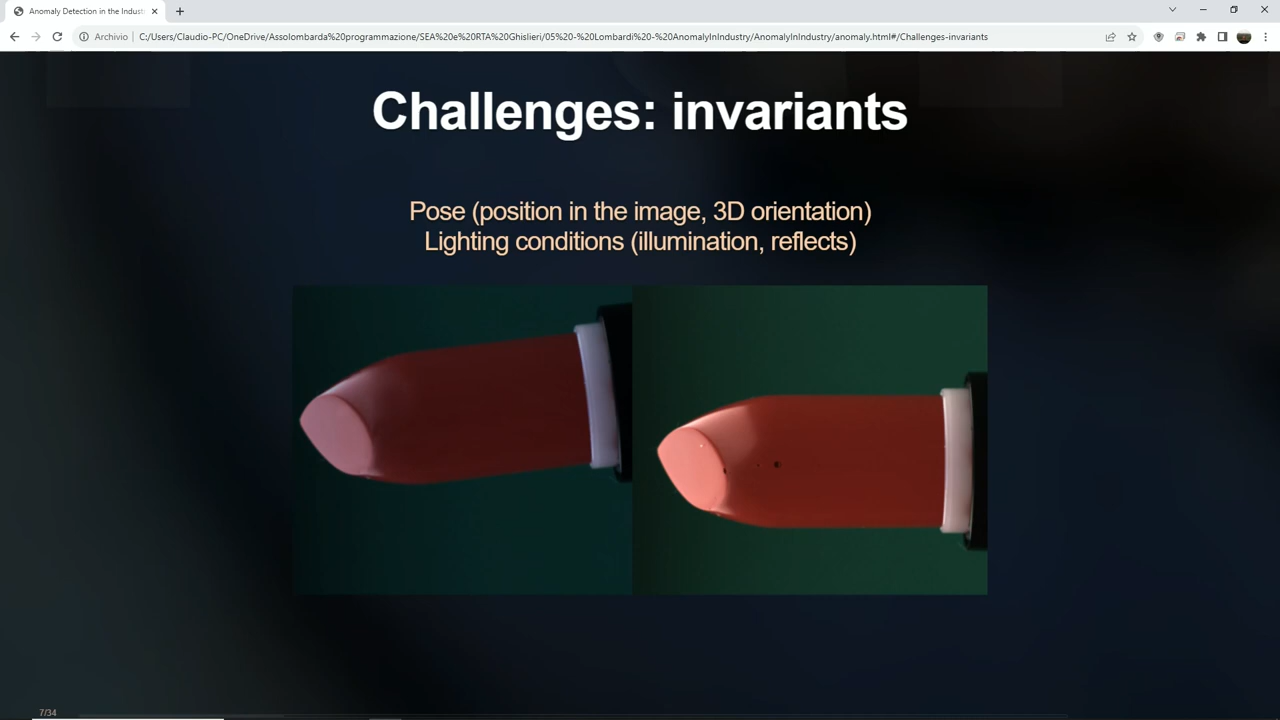 Anomaly Detection in the Indust
Archivio
C:/Users/Claudio-PC/OneDrive/Assolombarda%20programmazione/SEA%20e%20RTA%20Ghislieri/05%20-%20Lombardi%20-%20AnomalyInIndustry/AnomalyInIndustry/anomaly.html#/Challenges-invariants
Challenges: invariants
Pose (position in the image, 3D orientation)
Lighting conditions (illumination, reflects)
7/34